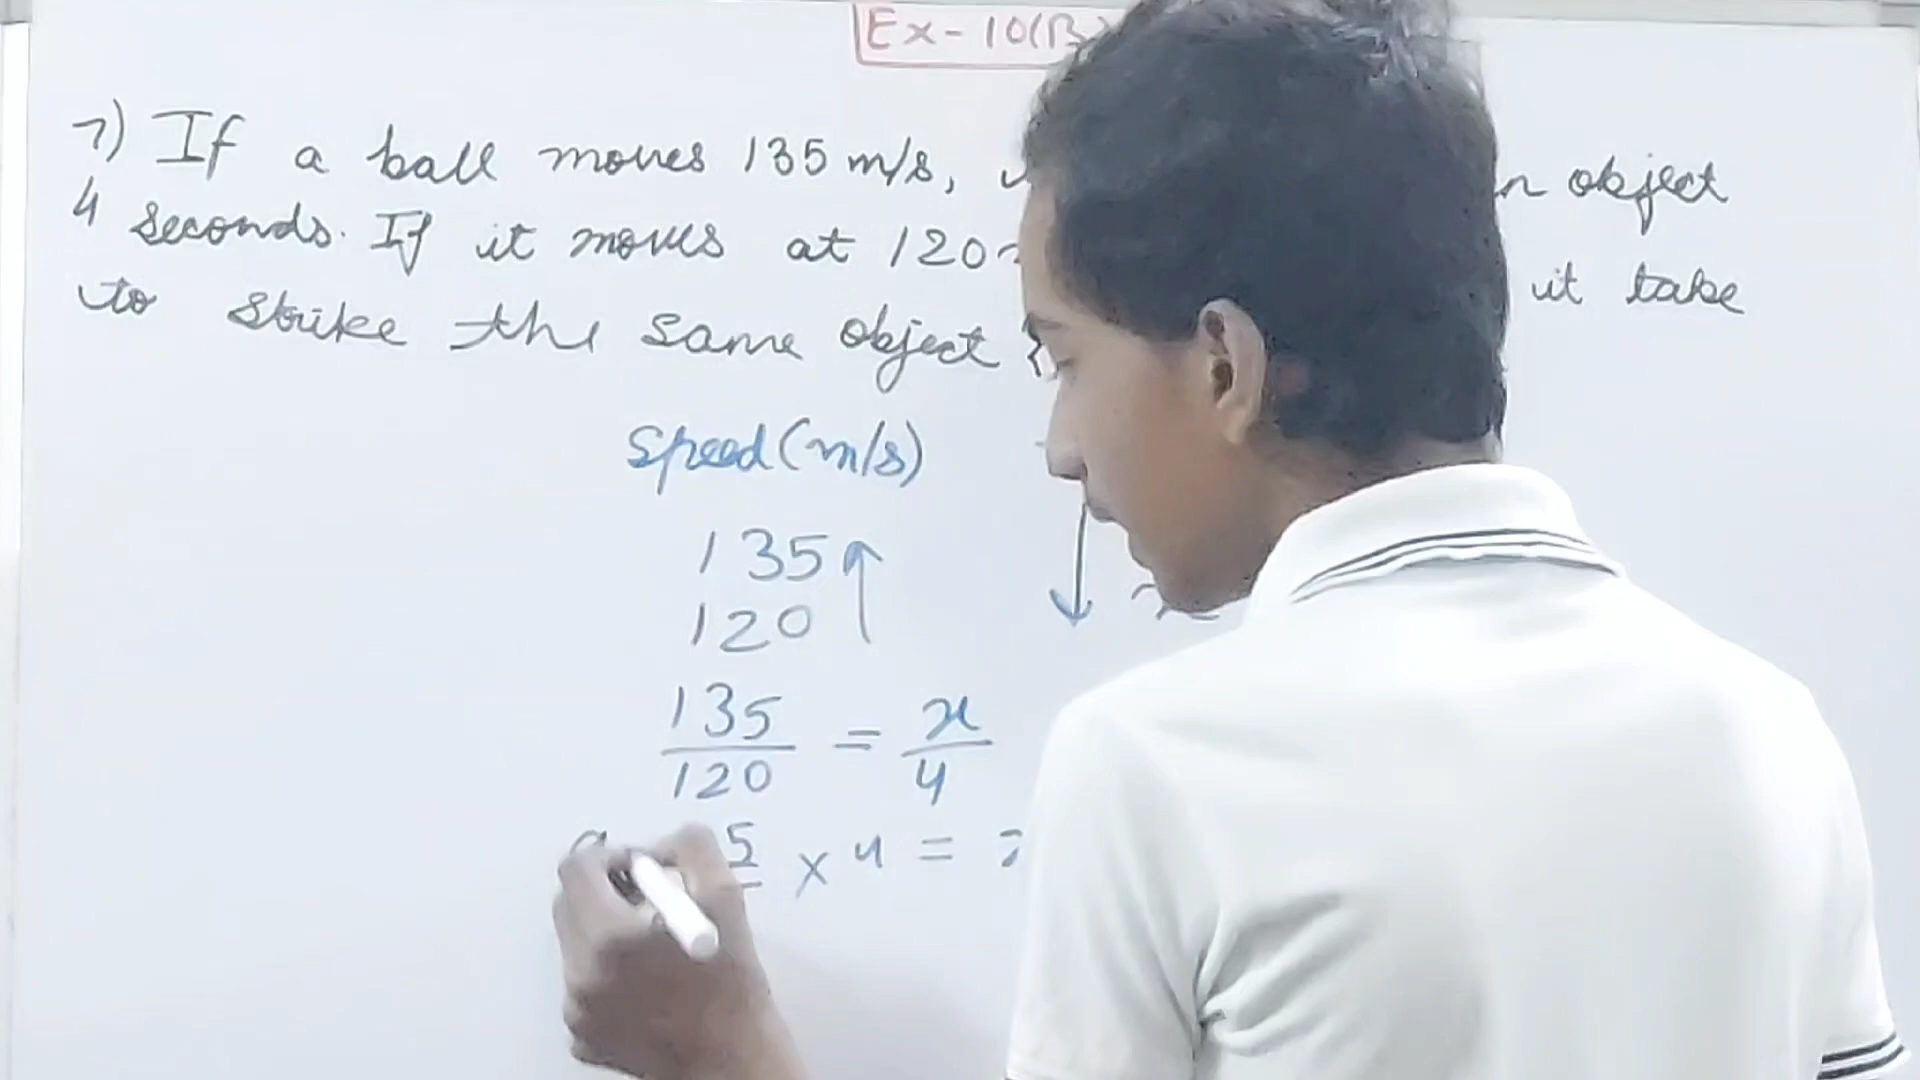 Ex-10(B)
7) If a ball moves 135 m/s, object
4 seconds. If it moves at 120 it take
to strike the same object ?
Speed (m/s)
135
120
135/120 = x/4
5 × 4 =